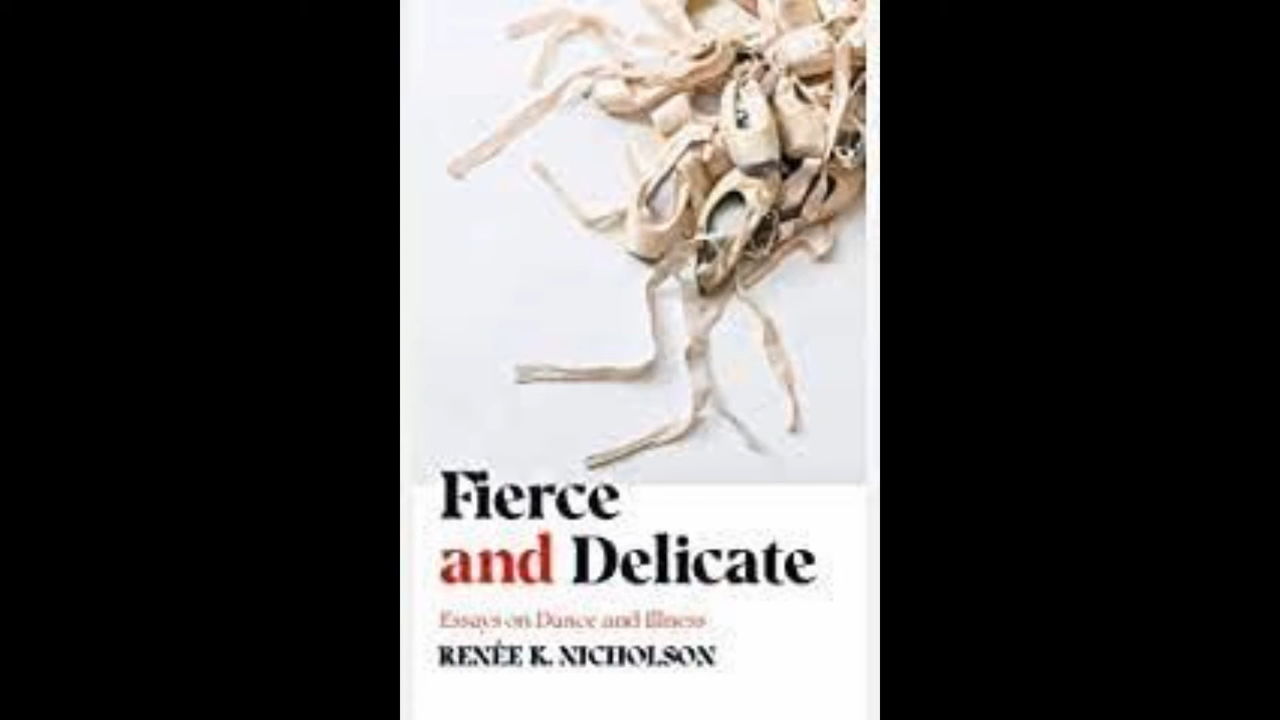 Fierce
and Delicate
Essays on Dance and Illness
RENÉE K. NICHOLSON